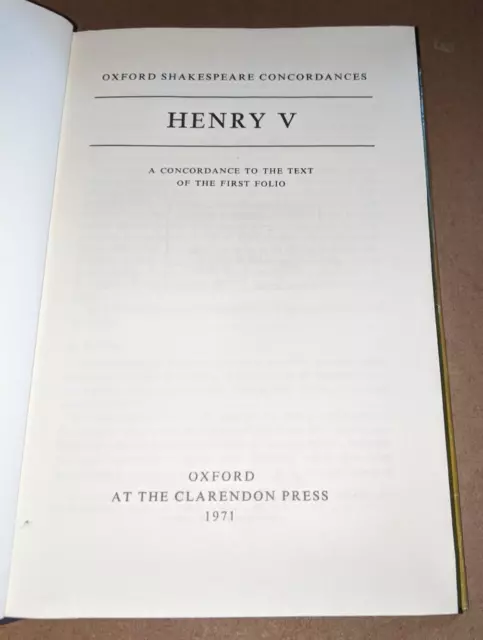 OXFORD SHAKESPEARE CONCORDANCES
HENRY V
A CONCORDANCE TO THE TEXT
OF THE FIRST FOLIO
OXFORD
AT THE CLARENDON PRESS
1971